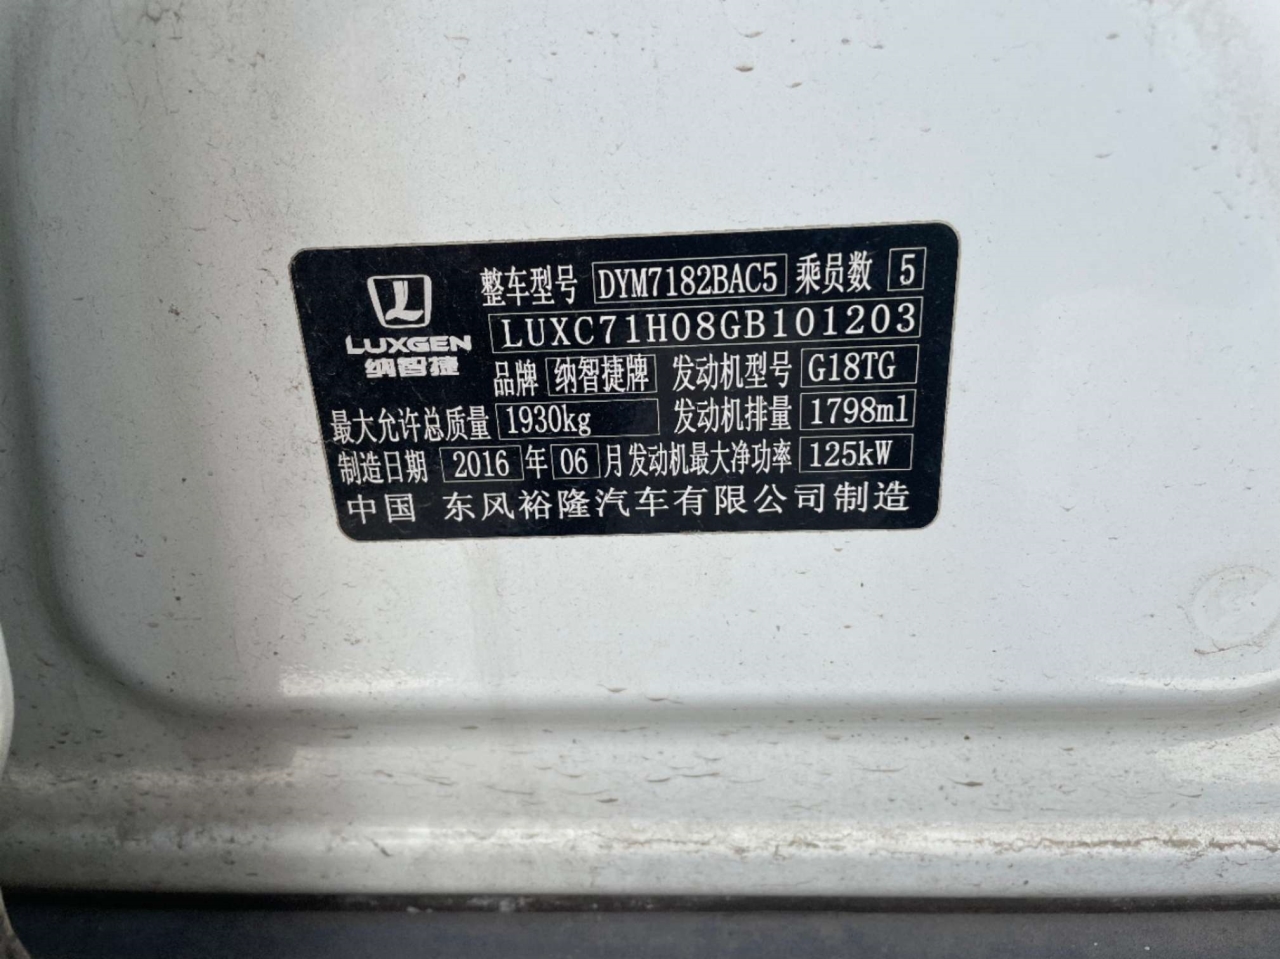 LUXGEN
纳智捷
整车型号 DYM7182BAC5 乘员数 5
LUXC71H08GB101203
品牌 纳智捷牌 发动机型号 G18TG
最大允许总质量 1930kg 发动机排量 1798ml
制造日期 2016 年 06 月 发动机最大净功率 125kW
中国 东风裕隆汽车有限公司制造